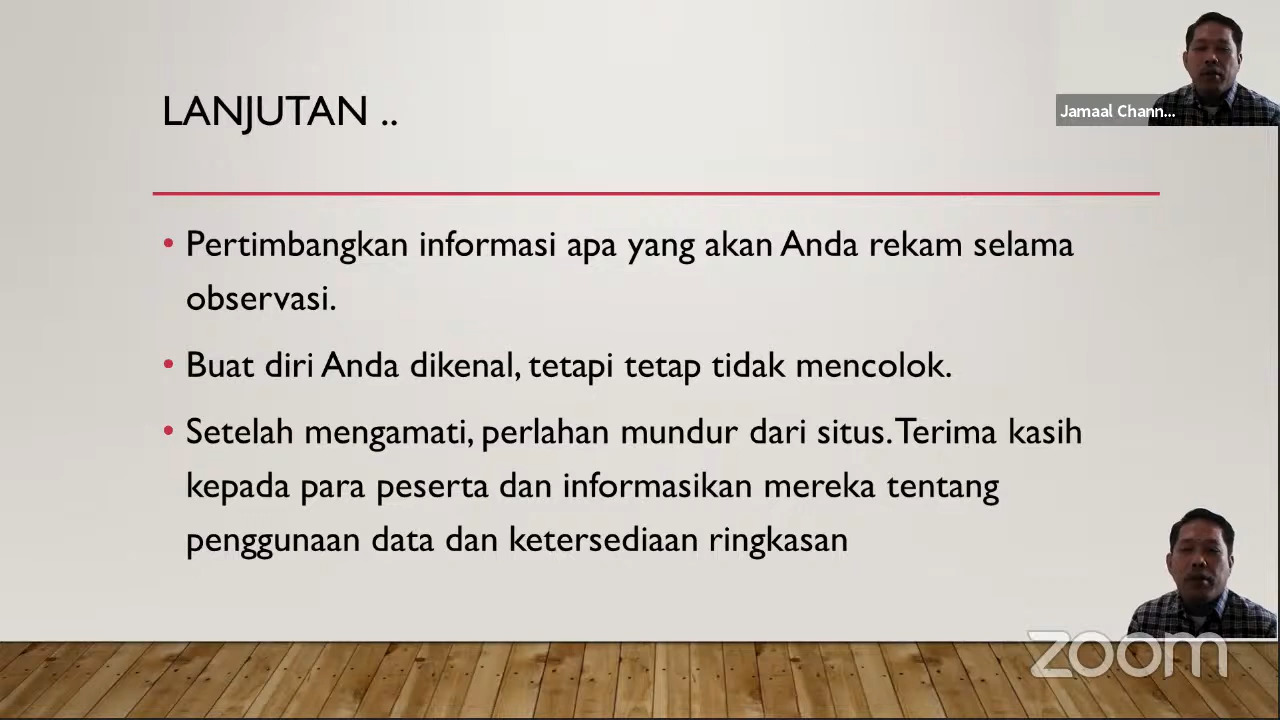 LANJUTAN ..
Jamaal Chann...
• Pertimbangkan informasi apa yang akan Anda rekam selama
observasi.
• Buat diri Anda dikenal, tetapi tetap tidak mencolok.
• Setelah mengamati, perlahan mundur dari situs. Terima kasih
kepada para peserta dan informasikan mereka tentang
penggunaan data dan ketersediaan ringkasan
zoom